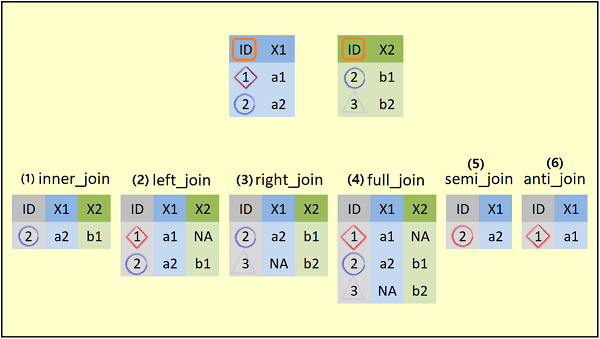 ID X1
1 a1
2 a2
ID X2
2 b1
3 b2
(1) inner_join
ID X1 X2
2 a2 b1
(2) left_join
ID X1 X2
1 a1 NA
2 a2 b1
(3) right_join
ID X1 X2
2 a2 b1
3 NA b2
(4) full_join
ID X1 X2
1 a1 NA
2 a2 b1
3 NA b2
(5)
semi_join
ID X1
2 a2
(6)
anti_join
ID X1
1 a1